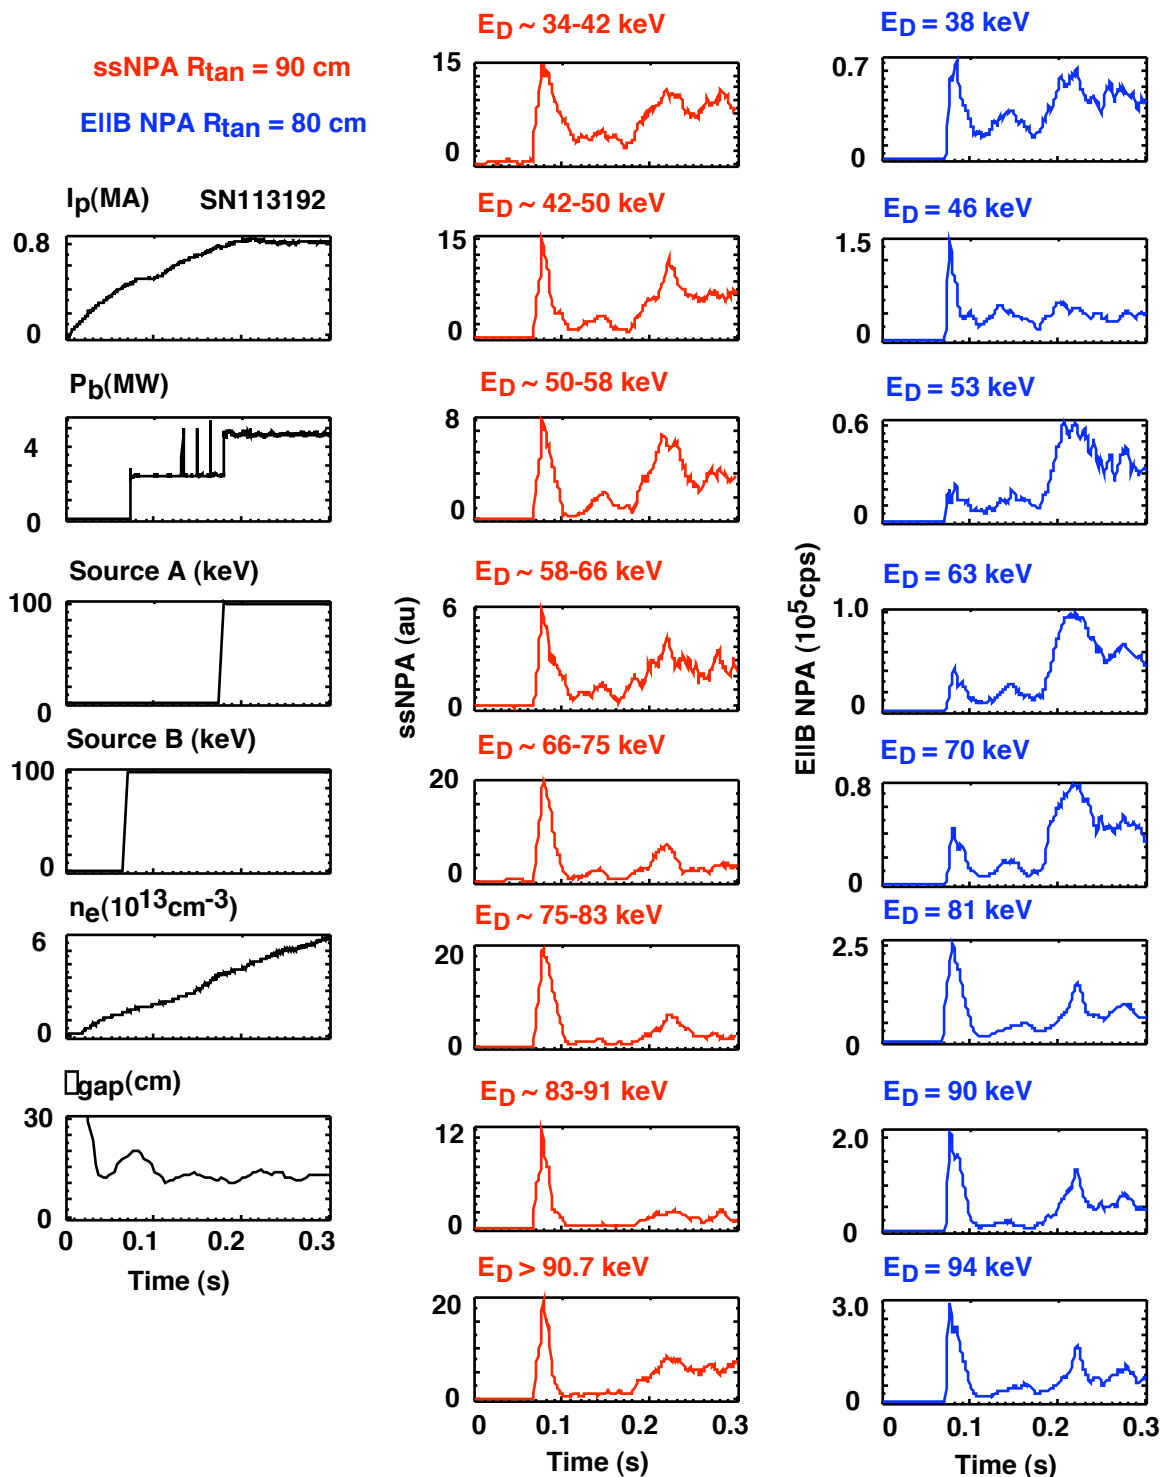 ssNPA Rtan = 90 cm
EIIB NPA Rtan = 80 cm
Ip(MA) SN113192
0.8
0
Pb(MW)
4
2
0
Source A (keV)
100
0
Source B (keV)
100
0
ne(10^13cm-3)
6
3
0
□gap(cm)
30
0
0 0.1 0.2 0.3
Time (s)
ssNPA (au)
ED ~ 34-42 keV
15
0
ED ~ 42-50 keV
15
0
ED ~ 50-58 keV
8
0
ED ~ 58-66 keV
6
0
ED ~ 66-75 keV
20
0
ED ~ 75-83 keV
20
0
ED ~ 83-91 keV
12
0
ED > 90.7 keV
20
0
0 0.1 0.2 0.3
Time (s)
EIIB NPA (10^5cps)
ED = 38 keV
0.7
0
ED = 46 keV
1.5
0
ED = 53 keV
0.6
0
ED = 63 keV
1.0
0
ED = 70 keV
0.8
0
ED = 81 keV
2.5
0
ED = 90 keV
2.0
0
ED = 94 keV
3.0
0
0 0.1 0.2 0.3
Time (s)